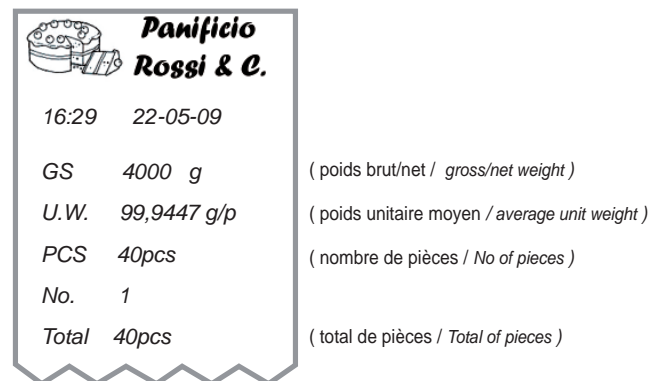 Panificio
Rossi & C.
16:29 22-05-09
GS 4000 g ( poids brut/net / gross/net weight )
U.W. 99,9447 g/p ( poids unitaire moyen / average unit weight )
PCS 40pcs ( nombre de pièces / No of pieces )
No. 1
Total 40pcs ( total de pièces / Total of pieces )